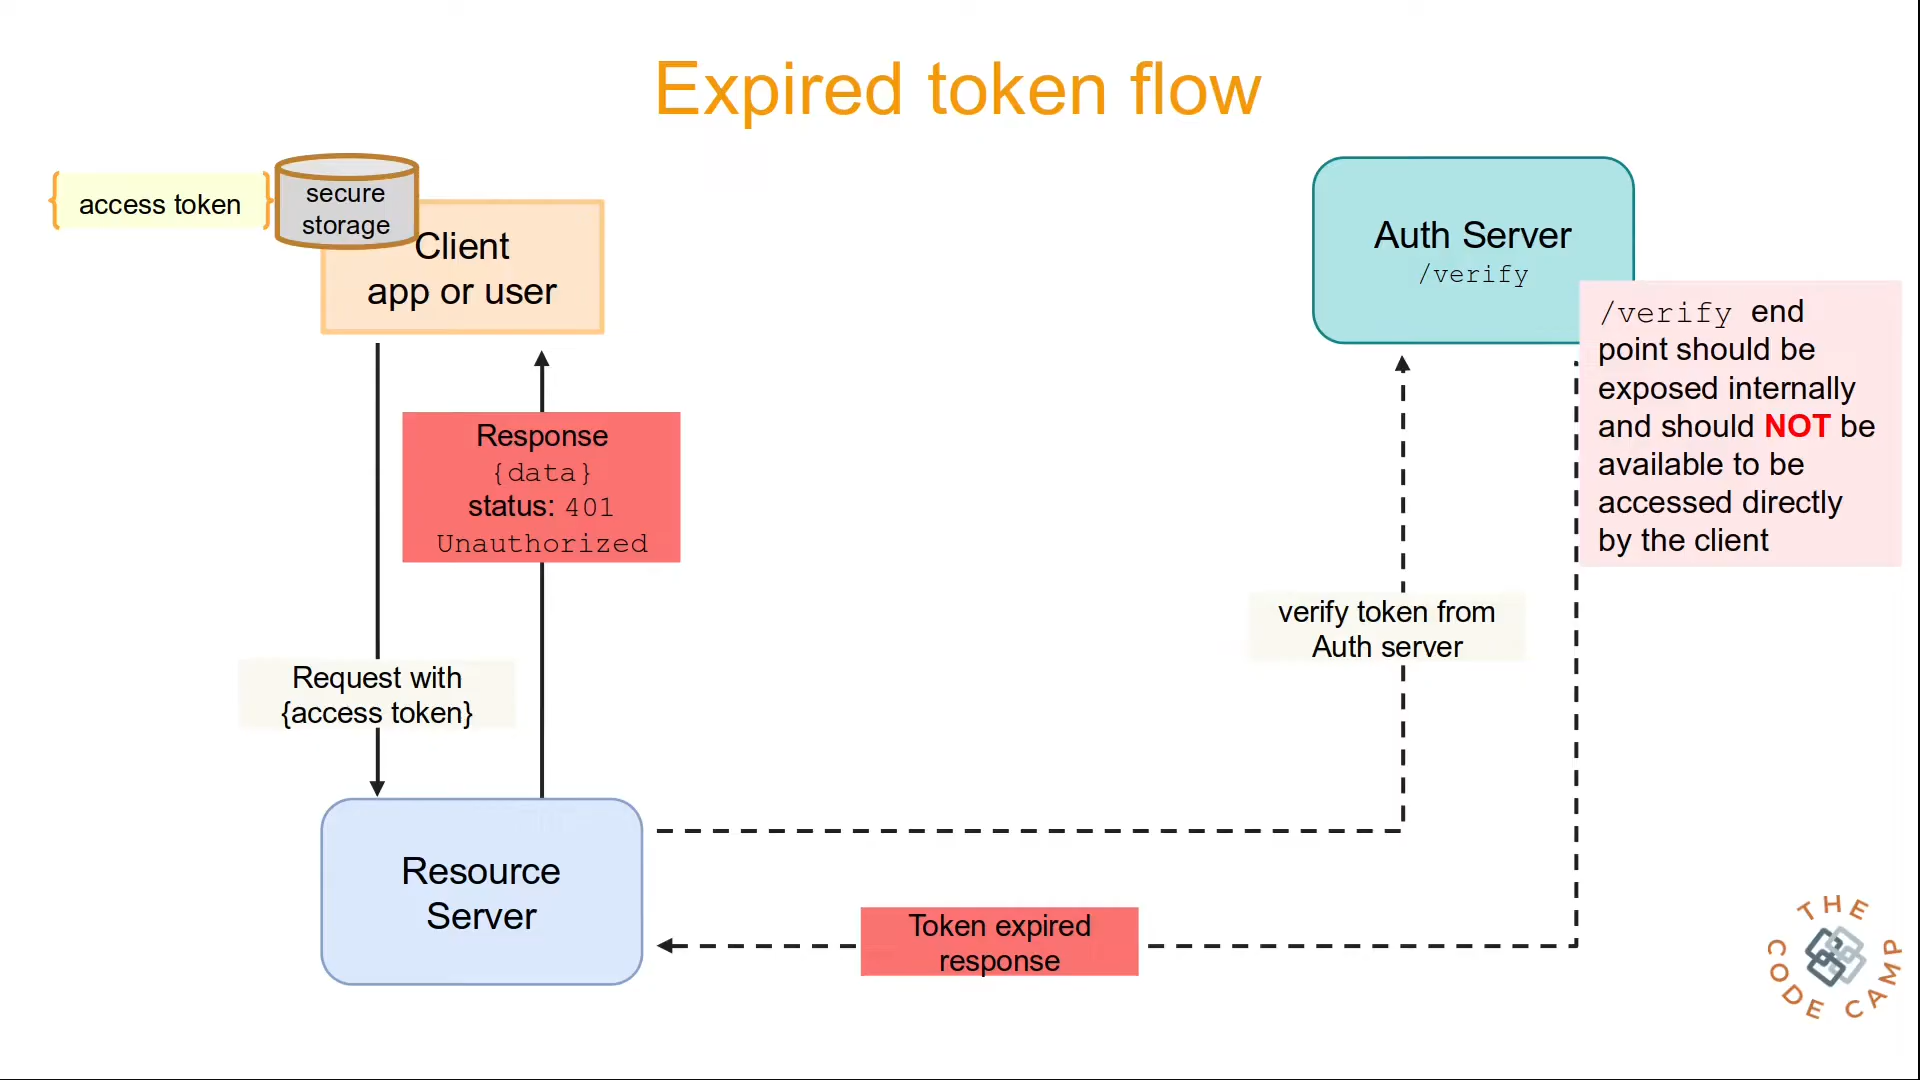 Expired token flow
access token
secure
storage
Client
app or user
Auth Server
/verify
/verify end
point should be
exposed internally
and should NOT be
available to be
accessed directly
by the client
Response
{data}
status: 401
Unauthorized
verify token from
Auth server
Request with
{access token}
Resource
Server
Token expired
response
THE
CODE CAMP